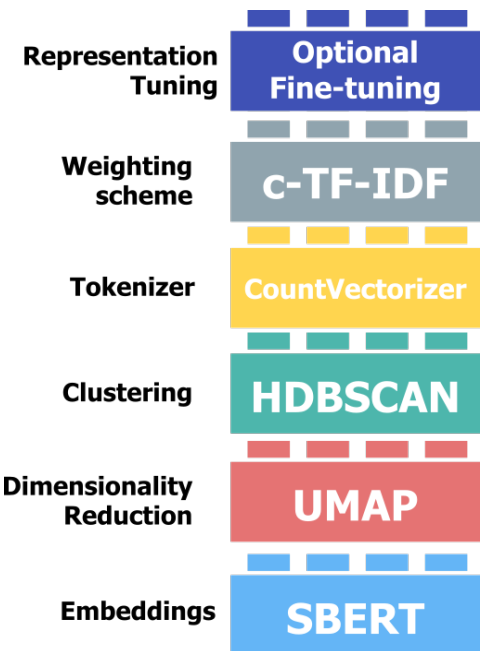 Representation
Tuning
Optional
Fine-tuning
Weighting
scheme
c-TF-IDF
Tokenizer
CountVectorizer
Clustering
HDBSCAN
Dimensionality
Reduction
UMAP
Embeddings
SBERT